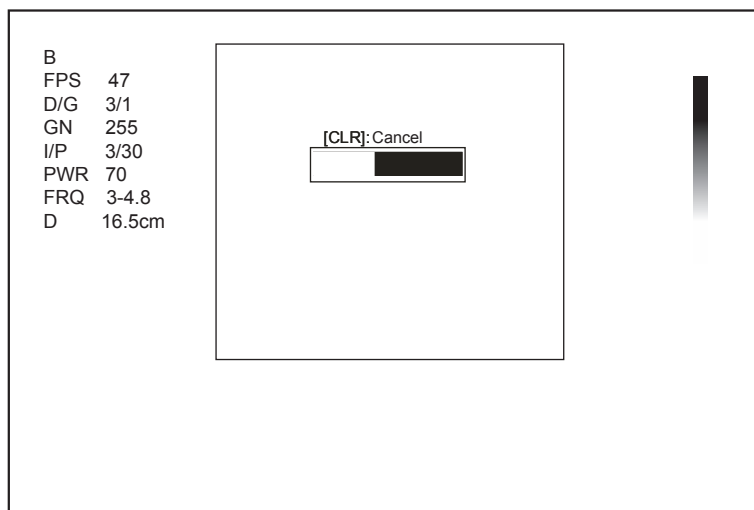 B
FPS 47
D/G 3/1
GN 255
I/P 3/30
PWR 70
FRQ 3-4.8
D 16.5cm
[CLR]:Cancel